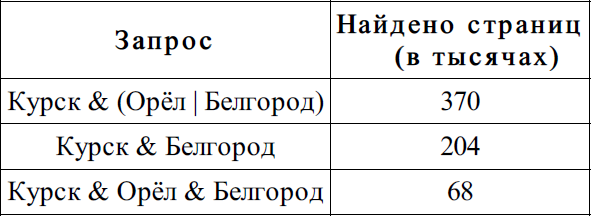 Запрос
Найдено страниц
(в тысячах)
Курск & (Орёл | Белгород)
370
Курск & Белгород
204
Курск & Орёл & Белгород
68